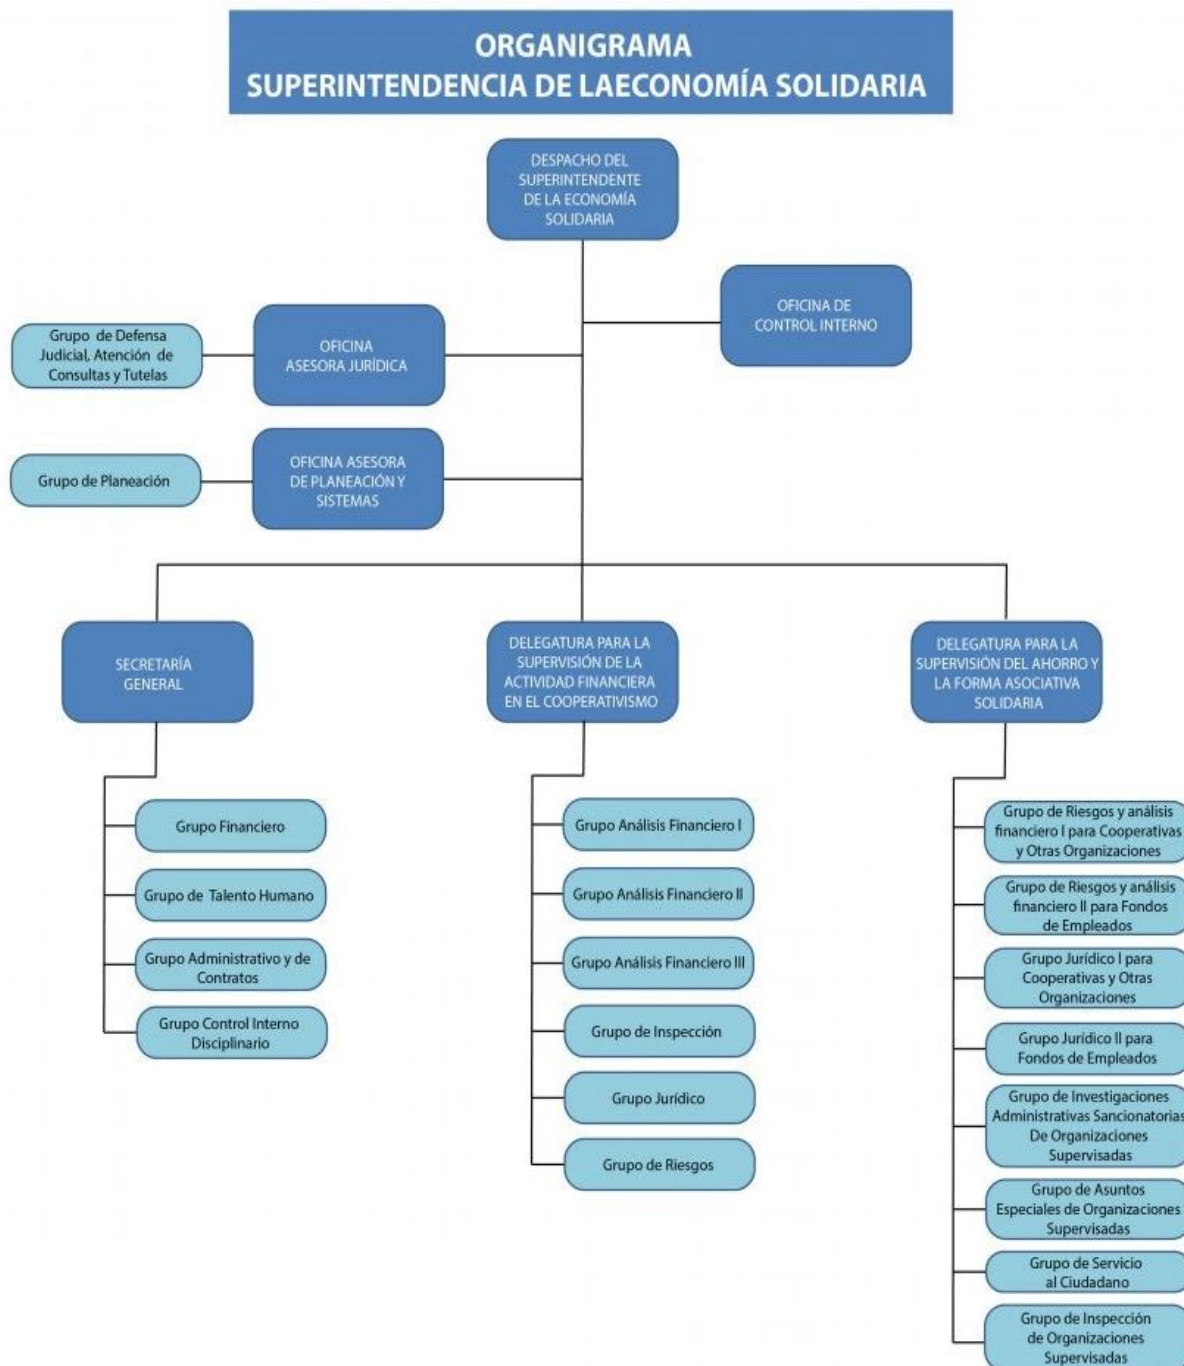 ORGANIGRAMA
SUPERINTENDENCIA DE LAECONOMÍA SOLIDARIA
DESPACHO DEL
SUPERINTENDENTE
DE LA ECONOMÍA
SOLIDARIA
OFICINA DE
CONTROL INTERNO
Grupo de Defensa
Judicial, Atención de
Consultas y Tutelas
OFICINA
ASESORA JURÍDICA
Grupo de Planeación
OFICINA ASESORA
DE PLANEACIÓN Y
SISTEMAS
SECRETARÍA
GENERAL
DELEGATURA PARA LA
SUPERVISIÓN DE LA
ACTIVIDAD FINANCIERA
EN EL COOPERATIVISMO
DELEGATURA PARA LA
SUPERVISIÓN DEL AHORRO Y
LA FORMA ASOCIATIVA
SOLIDARIA
Grupo Financiero
Grupo de Talento Humano
Grupo Administrativo y de
Contratos
Grupo Control Interno
Disciplinario
Grupo Análisis Financiero I
Grupo Análisis Financiero II
Grupo Análisis Financiero III
Grupo de Inspección
Grupo Jurídico
Grupo de Riesgos
Grupo de Riesgos y análisis
financiero I para Cooperativas
y Otras Organizaciones
Grupo de Riesgos y análisis
financiero II para Fondos
de Empleados
Grupo Jurídico I para
Cooperativas y Otras
Organizaciones
Grupo Jurídico II para
Fondos de Empleados
Grupo de Investigaciones
Administrativas Sancionatorias
De Organizaciones
Supervisadas
Grupo de Asuntos
Especiales de Organizaciones
Supervisadas
Grupo de Servicio
al Ciudadano
Grupo de Inspección
de Organizaciones
Supervisadas